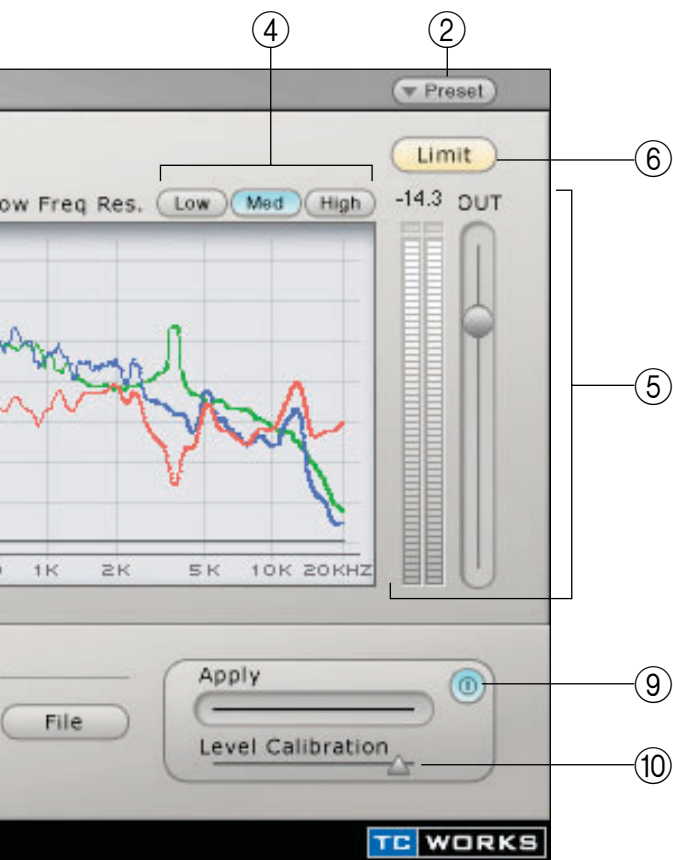 ④ ②
Preset
Limit
⑥
ow Freq Res. Low Med High
-14.3 OUT
⑤
1K 2K 5K 10K 20KHZ
Apply
⑨
File
Level Calibration
⑩
TC WORKS